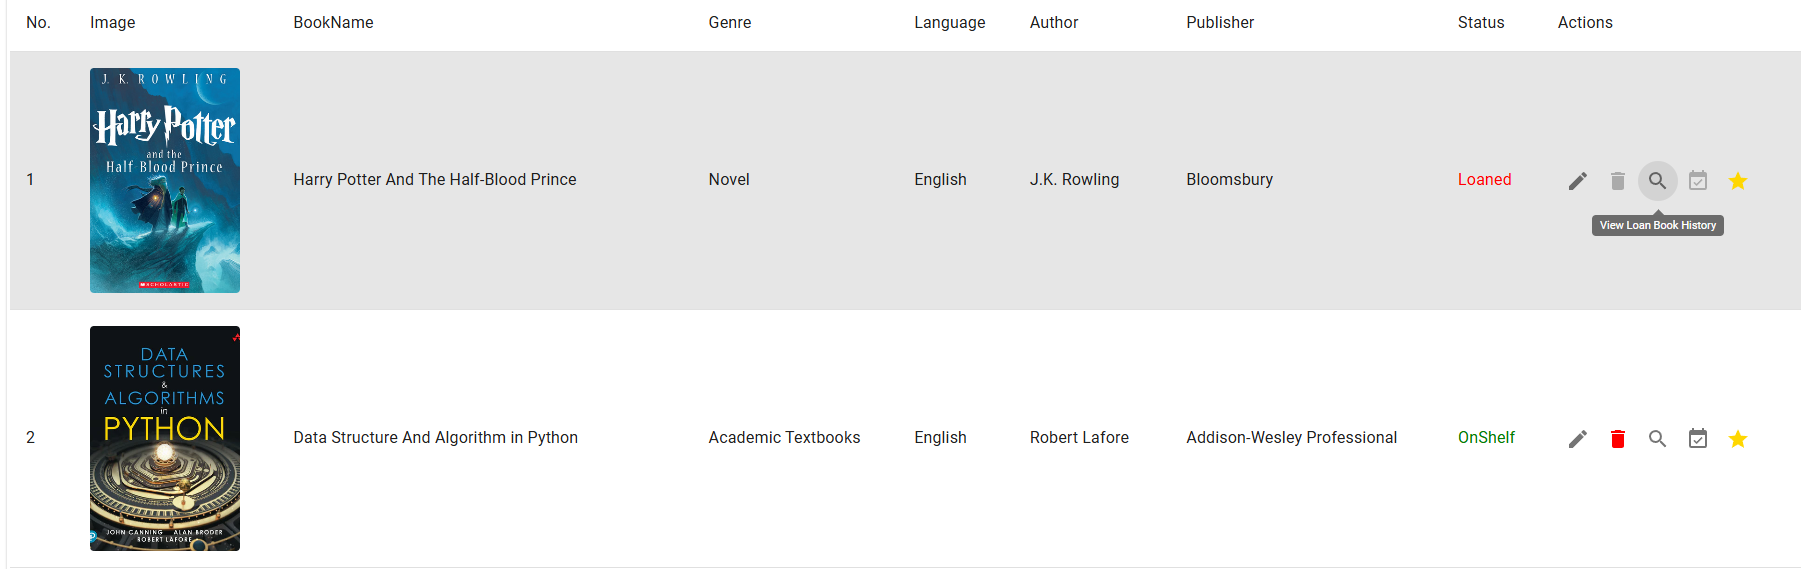 No. Image BookName Genre Language Author Publisher Status Actions
J. K. ROWLING
Harry Potter
and the
Half-Blood Prince
SCHOLASTIC
1 Harry Potter And The Half-Blood Prince Novel English J.K. Rowling Bloomsbury Loaned
View Loan Book History
DATA
STRUCTURES
&
ALGORITHMS
in
PYTHON
JOHN CANNING ALAN BRODER
ROBERT LAFORE
2 Data Structure And Algorithm in Python Academic Textbooks English Robert Lafore Addison-Wesley Professional OnShelf